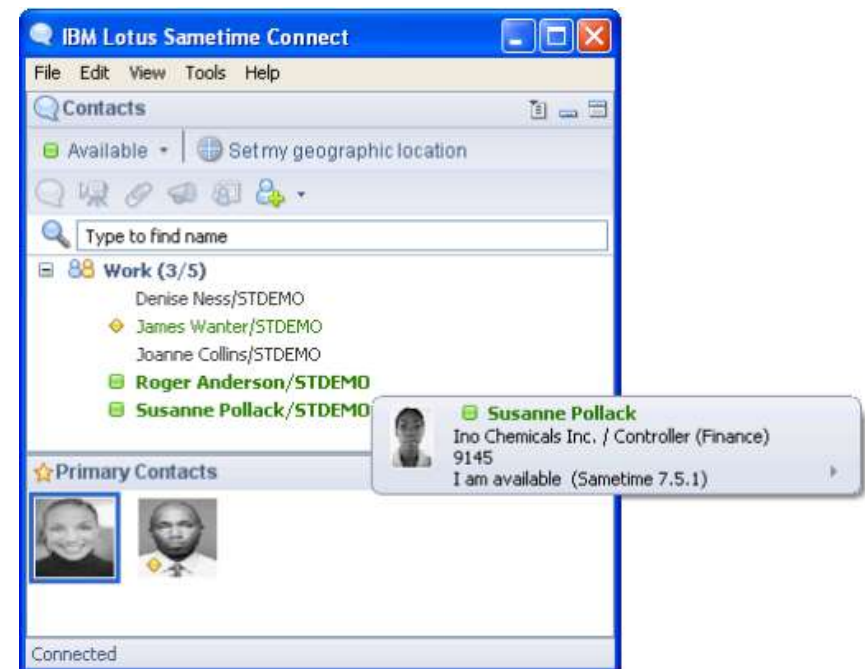 IBM Lotus Sametime Connect
File Edit View Tools Help
Contacts
Available Set my geographic location
Type to find name
Work (3/5)
Denise Ness/STDEMO
James Wanter/STDEMO
Joanne Collins/STDEMO
Roger Anderson/STDEMO
Susanne Pollack/STDEMO
Susanne Pollack
Ino Chemicals Inc. / Controller (Finance)
9145
I am available (Sametime 7.5.1)
Primary Contacts
Connected